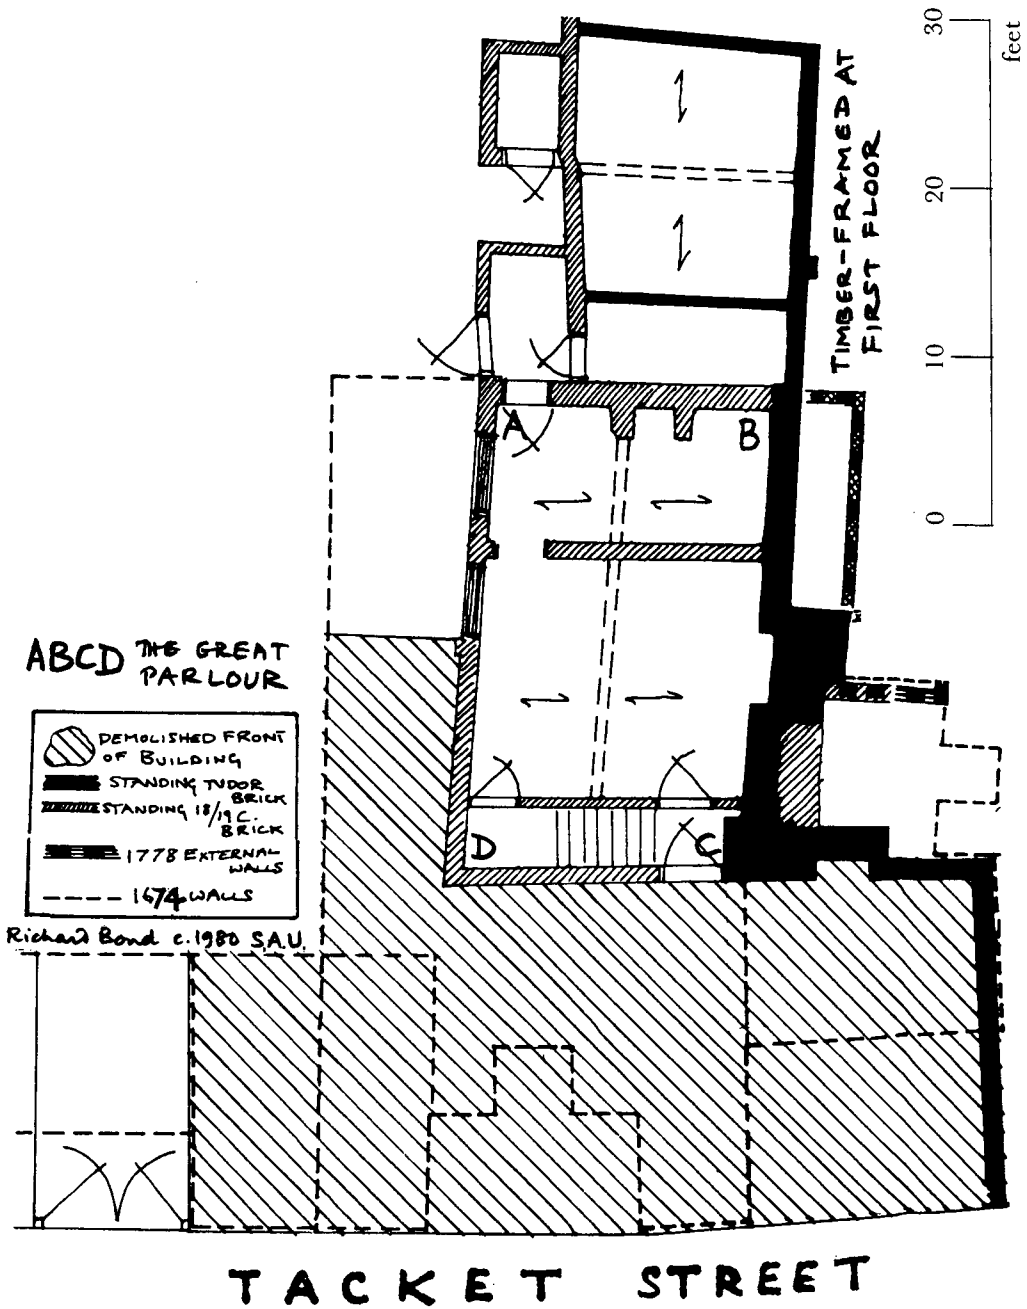 30
feet
TIMBER-FRAMED AT
FIRST FLOOR
20
10
0
A
B
ABCD THE GREAT
PARLOUR
DEMOLISHED FRONT
OF BUILDING
STANDING TUDOR
BRICK
STANDING 18/19 C.
BRICK
1778 EXTERNAL
WALLS
1674 WALLS
D
C
Richard Bond c.1980 S.A.U.
TACKET STREET